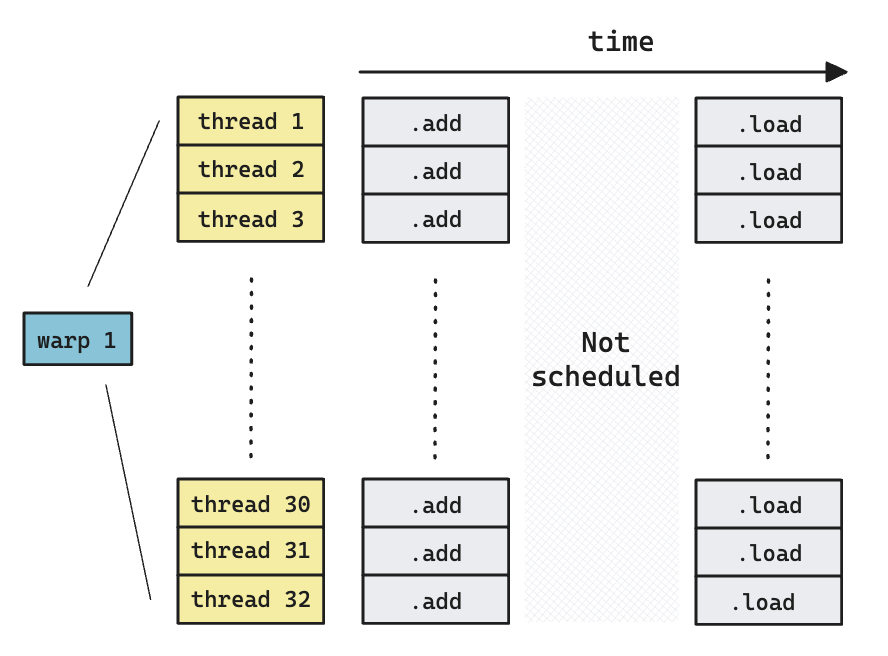 time
thread 1 .add .load
thread 2 .add .load
thread 3 .add .load
warp 1
Not
scheduled
thread 30 .add .load
thread 31 .add .load
thread 32 .add .load